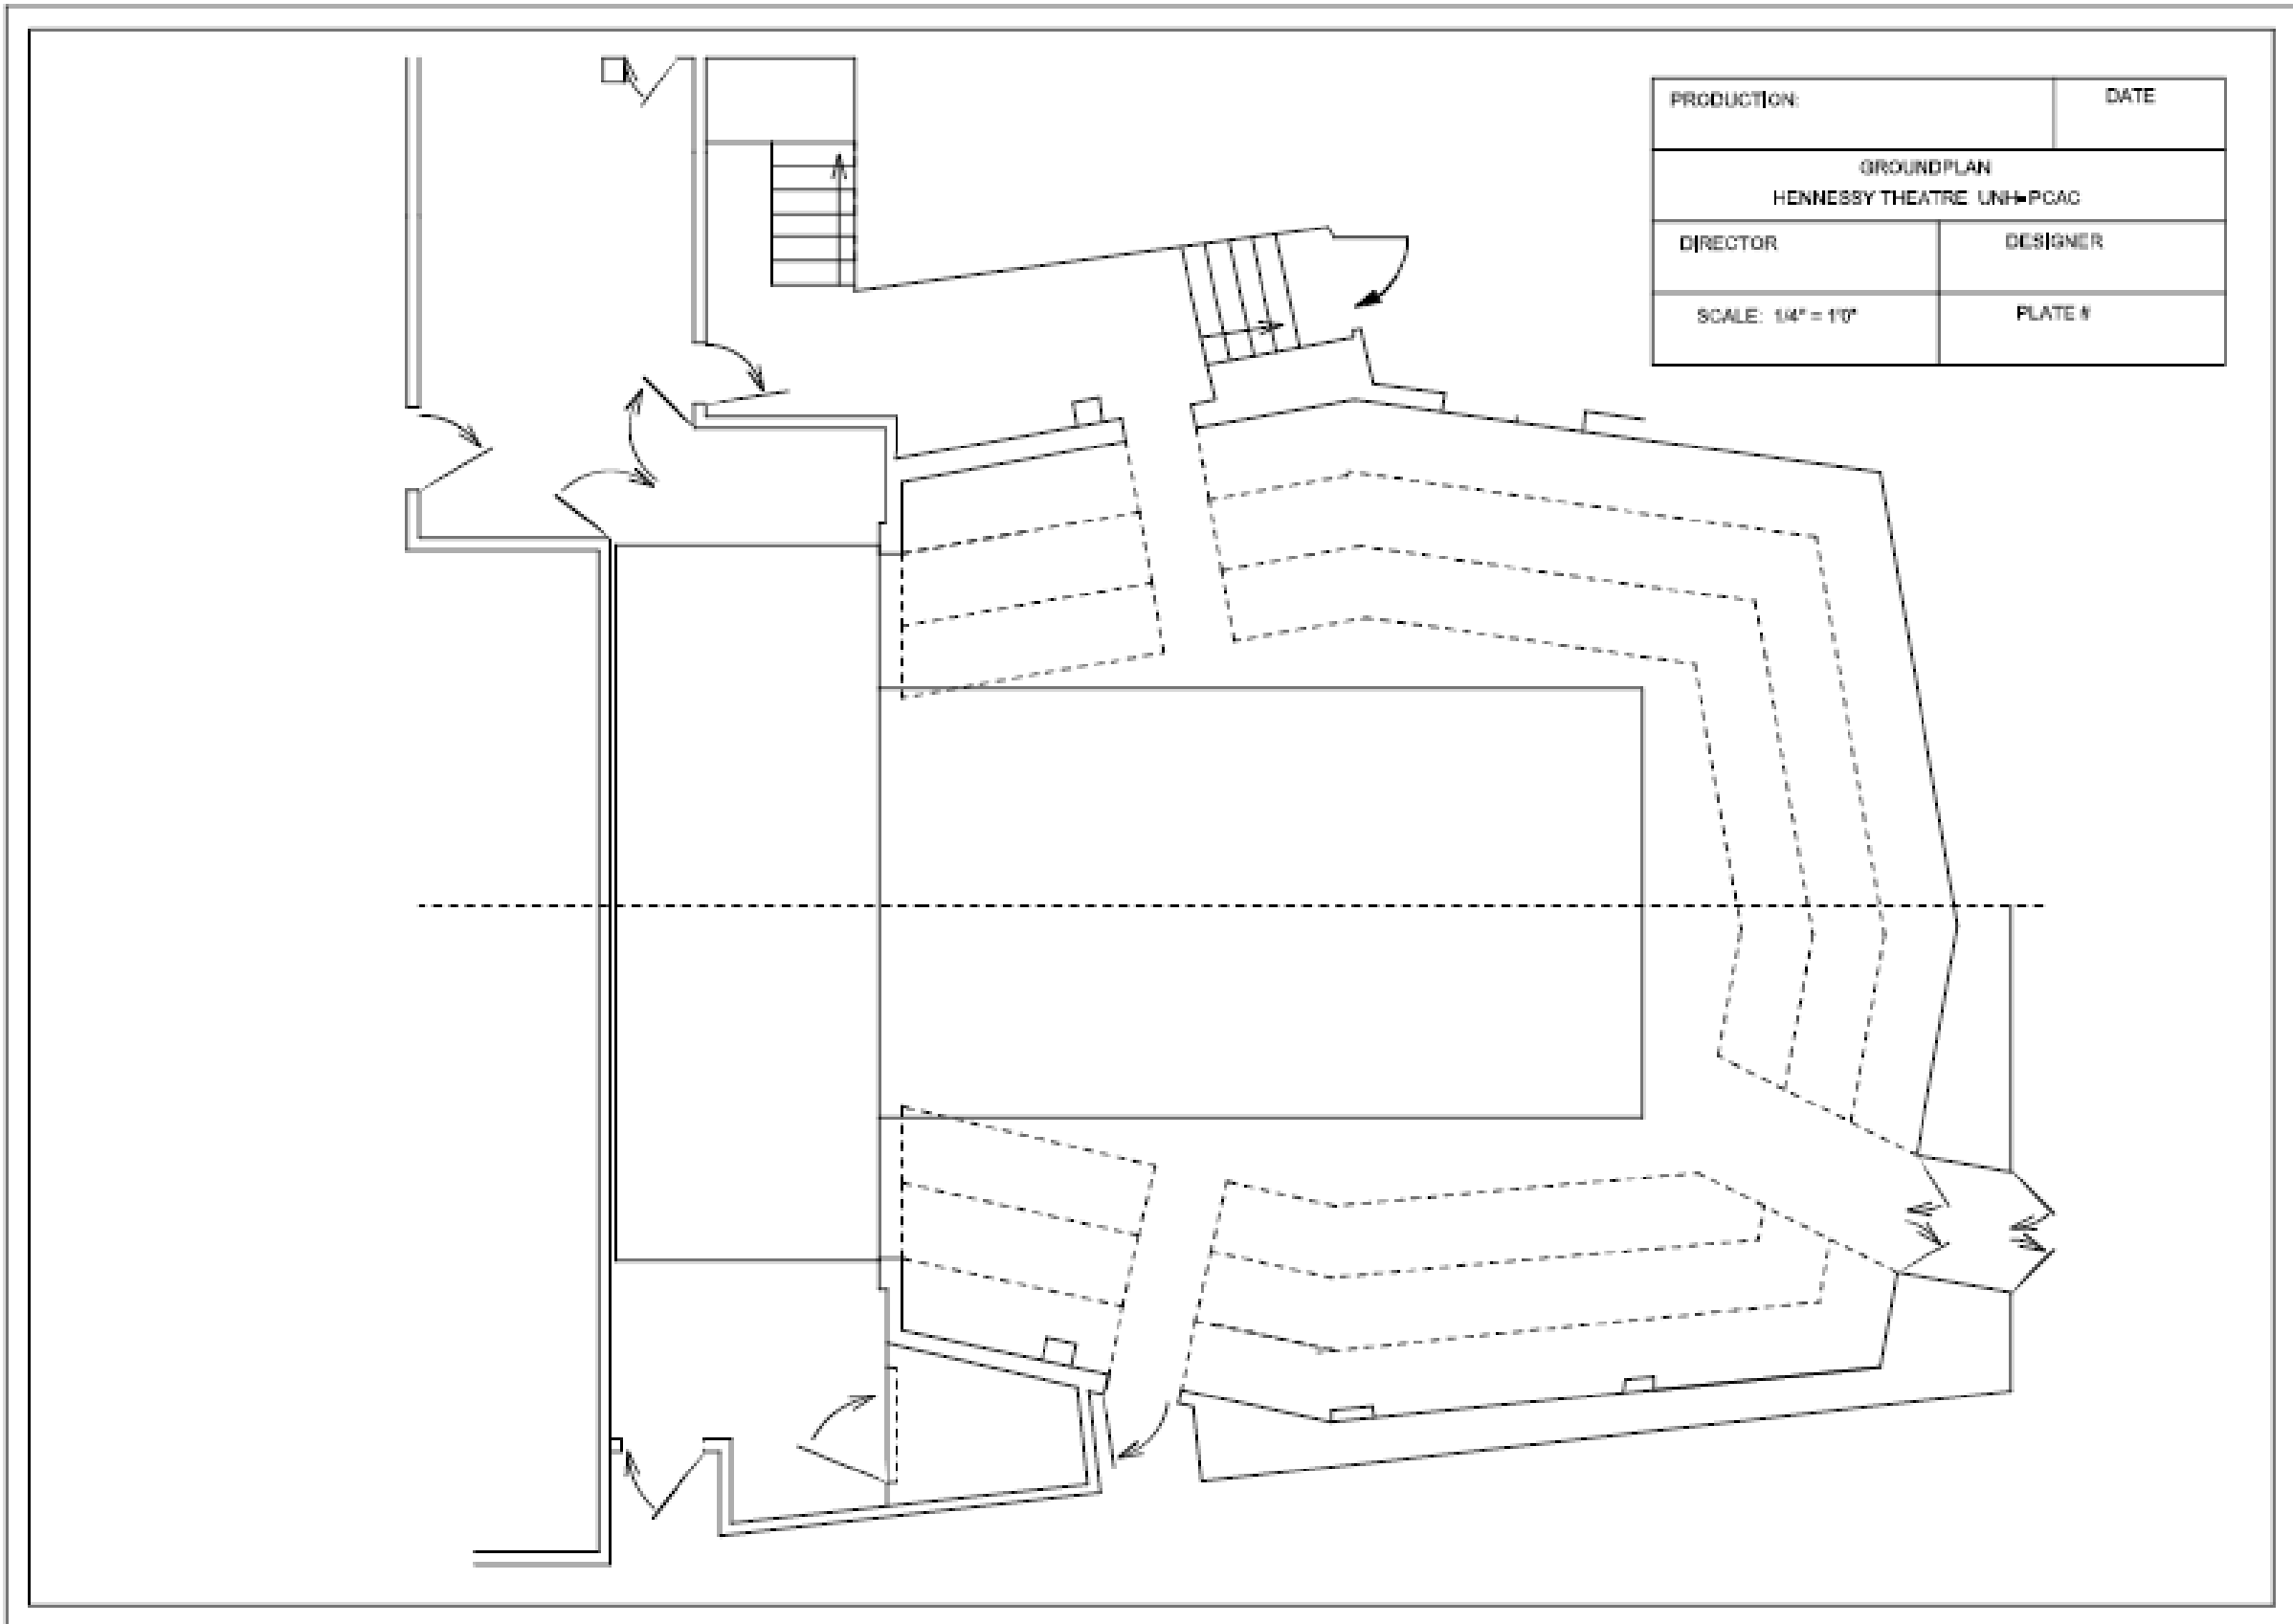 PRODUCTION:
DATE
GROUNDPLAN
HENNESSY THEATRE UNH-PCAC
DIRECTOR
DESIGNER
SCALE: 1/4" = 1'0"
PLATE #